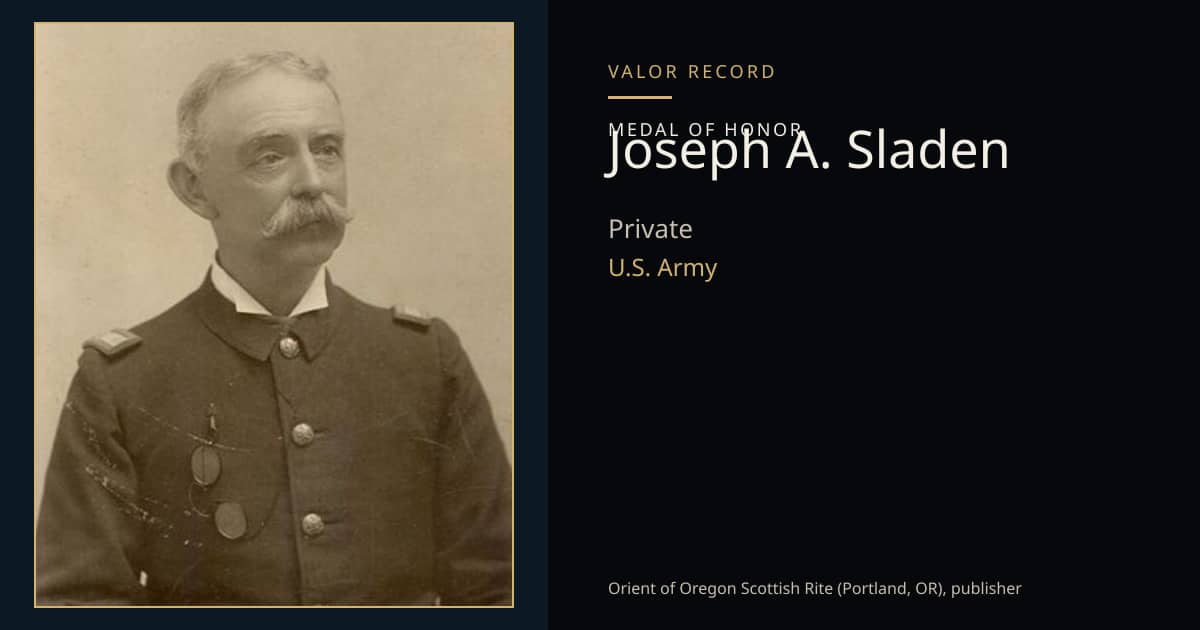 VALOR RECORD
MEDAL OF HONOR
Joseph A. Sladen
Private
U.S. Army
Orient of Oregon Scottish Rite (Portland, OR), publisher